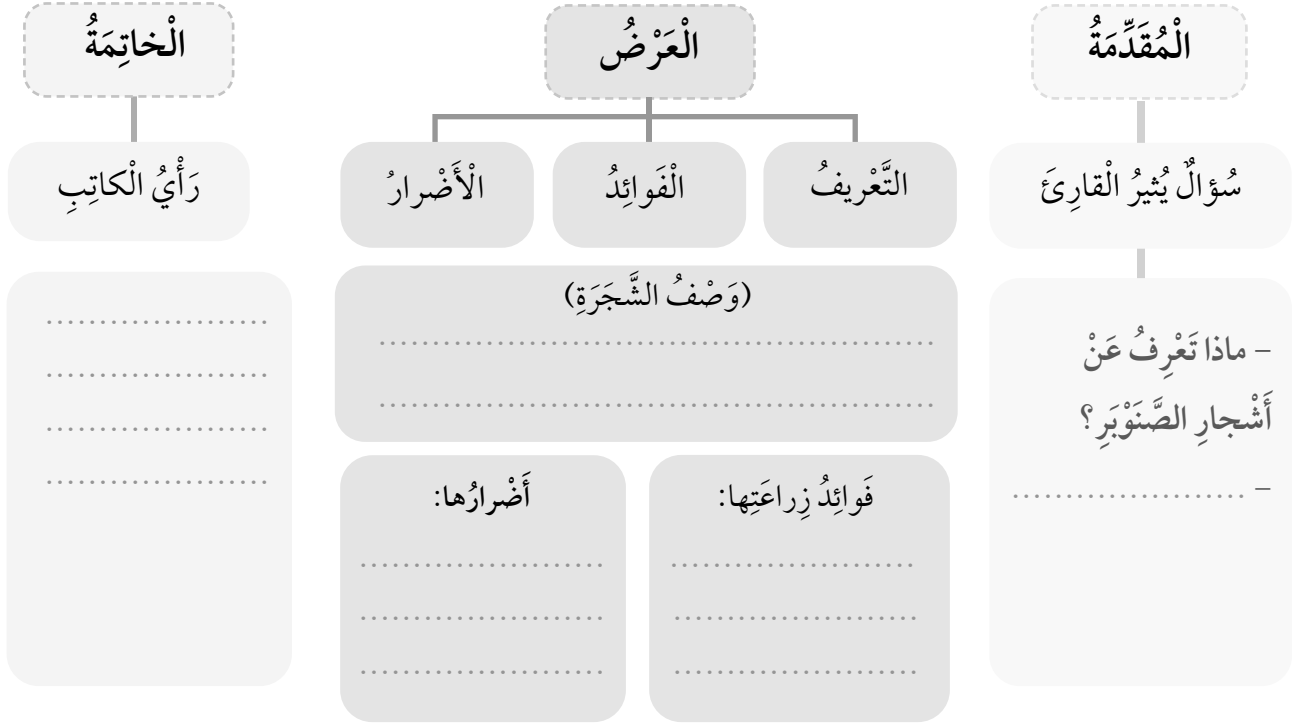 الْمُقَدِّمَةُ
الْعَرْضُ
الْخاتِمَةُ
سُؤالٌ يُثيرُ الْقارِئَ
التَّعْريفُ
الْفَوائِدُ
الْأَضْرارُ
رَأْيُ الْكاتِبِ
– ماذا تَعْرِفُ عَنْ
أَشْجارِ الصَّنَوْبَرِ؟
– ......................
(وَصْفُ الشَّجَرَةِ)
.....................................................
.....................................................
فَوائِدُ زِراعَتِها:
.......................
.......................
.......................
أَضْرارُها:
.......................
.......................
.......................
.....................
.....................
.....................
.....................